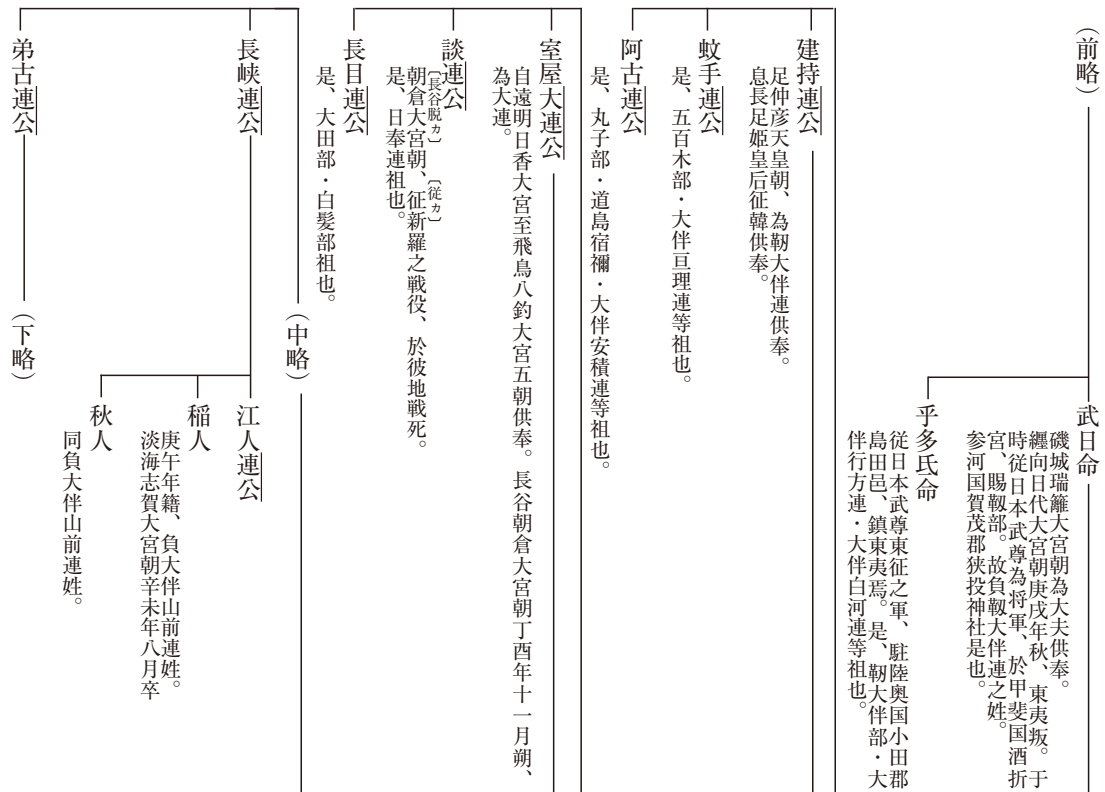 （前略）
武日命
磯城瑞籬大宮朝為大夫供奉。
纒向日代大宮朝庚戌年秋、東夷叛。于
時従日本武尊為将軍、於甲斐国酒折
宮、賜靱部。故負靱大伴連之姓。
参河国賀茂郡狭投神社是也。
乎多氏命
従日本武尊東征之軍、駐陸奥国小田郡
島田邑、鎮東夷焉。是、靭大伴部・大
伴行方連・大伴白河連等祖也。
建持連公
足仲彦天皇朝、為靭大伴連供奉。
息長足姫皇后征韓供奉。
蚊手連公
是、五百木部・大伴亘理連等祖也。
阿古連公
是、丸子部・道島宿禰・大伴安積連等祖也。
室屋大連公
自遠明日香大宮至飛鳥八釣大宮五朝供奉。長谷朝倉大宮朝丁酉年十一月朔、
為大連。
談連公
〔長谷脱ヵ〕　〔従ヵ〕
朝倉大宮朝、征新羅之戦役、於彼地戦死。
是、日奉連祖也。
長目連公
是、大田部・白髪部祖也。
（中略）
長峡連公
江人連公
稲人
庚午年籍、負大伴山前連姓。
淡海志賀大宮朝辛未年八月卒
秋人
同負大伴山前連姓。
弟古連公
（下略）